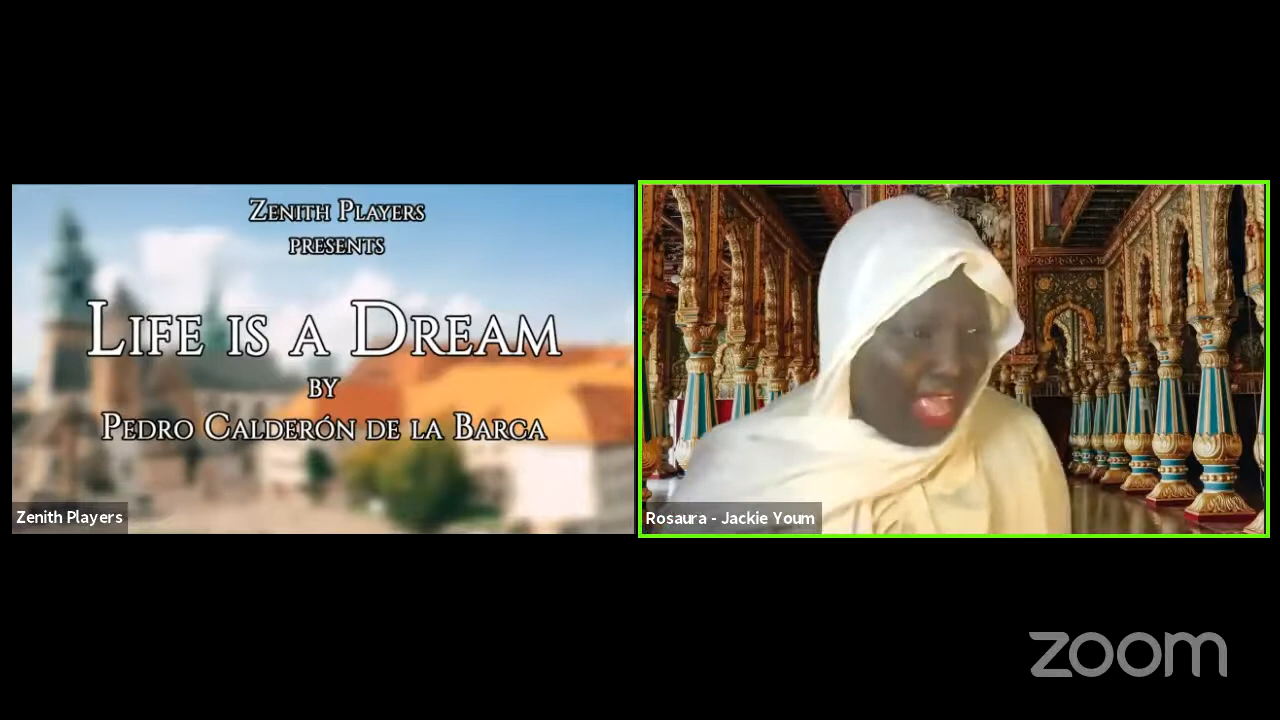 Zenith Players
presents
Life is a Dream
by
Pedro Calderón de la Barca
Zenith Players
Rosaura - Jackie Youm
zoom